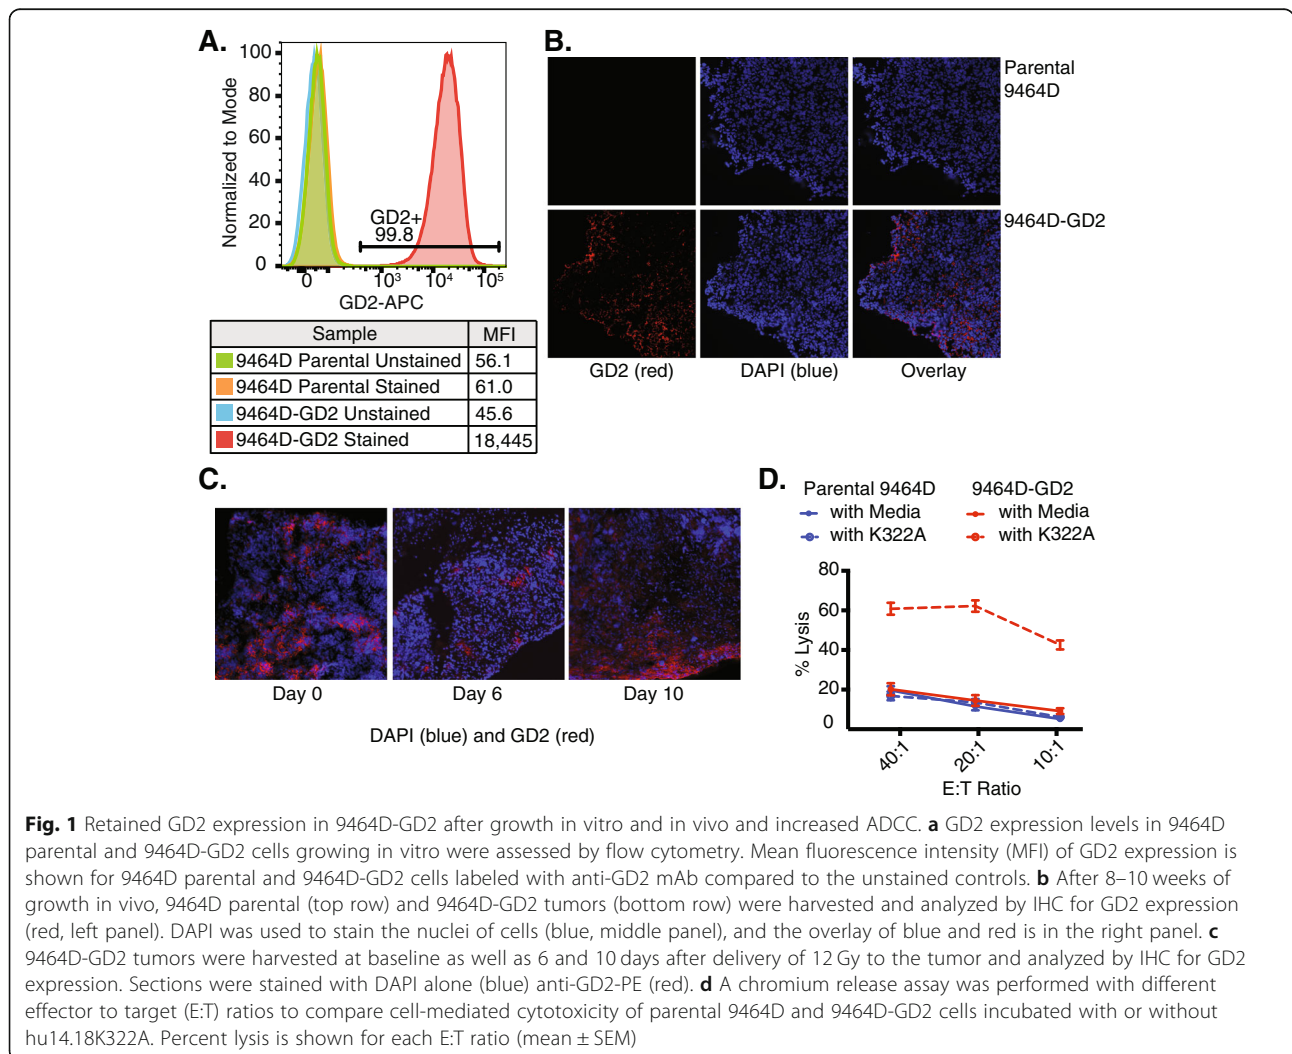 A.
Normalized to Mode
100
80
60
40
20
0
GD2+
99.8
0 10³ 10⁴ 10⁵
GD2-APC
Sample MFI
9464D Parental Unstained 56.1
9464D Parental Stained 61.0
9464D-GD2 Unstained 45.6
9464D-GD2 Stained 18,445
B.
Parental
9464D
9464D-GD2
GD2 (red) DAPI (blue) Overlay
C.
Day 0 Day 6 Day 10
DAPI (blue) and GD2 (red)
D.
Parental 9464D 9464D-GD2
with Media with Media
with K322A with K322A
% Lysis
80
60
40
20
0
40:1 20:1 10:1
E:T Ratio
Fig. 1 Retained GD2 expression in 9464D-GD2 after growth in vitro and in vivo and increased ADCC. a GD2 expression levels in 9464D
parental and 9464D-GD2 cells growing in vitro were assessed by flow cytometry. Mean fluorescence intensity (MFI) of GD2 expression is
shown for 9464D parental and 9464D-GD2 cells labeled with anti-GD2 mAb compared to the unstained controls. b After 8–10 weeks of
growth in vivo, 9464D parental (top row) and 9464D-GD2 tumors (bottom row) were harvested and analyzed by IHC for GD2 expression
(red, left panel). DAPI was used to stain the nuclei of cells (blue, middle panel), and the overlay of blue and red is in the right panel. c
9464D-GD2 tumors were harvested at baseline as well as 6 and 10 days after delivery of 12 Gy to the tumor and analyzed by IHC for GD2
expression. Sections were stained with DAPI alone (blue) anti-GD2-PE (red). d A chromium release assay was performed with different
effector to target (E:T) ratios to compare cell-mediated cytotoxicity of parental 9464D and 9464D-GD2 cells incubated with or without
hu14.18K322A. Percent lysis is shown for each E:T ratio (mean ± SEM)